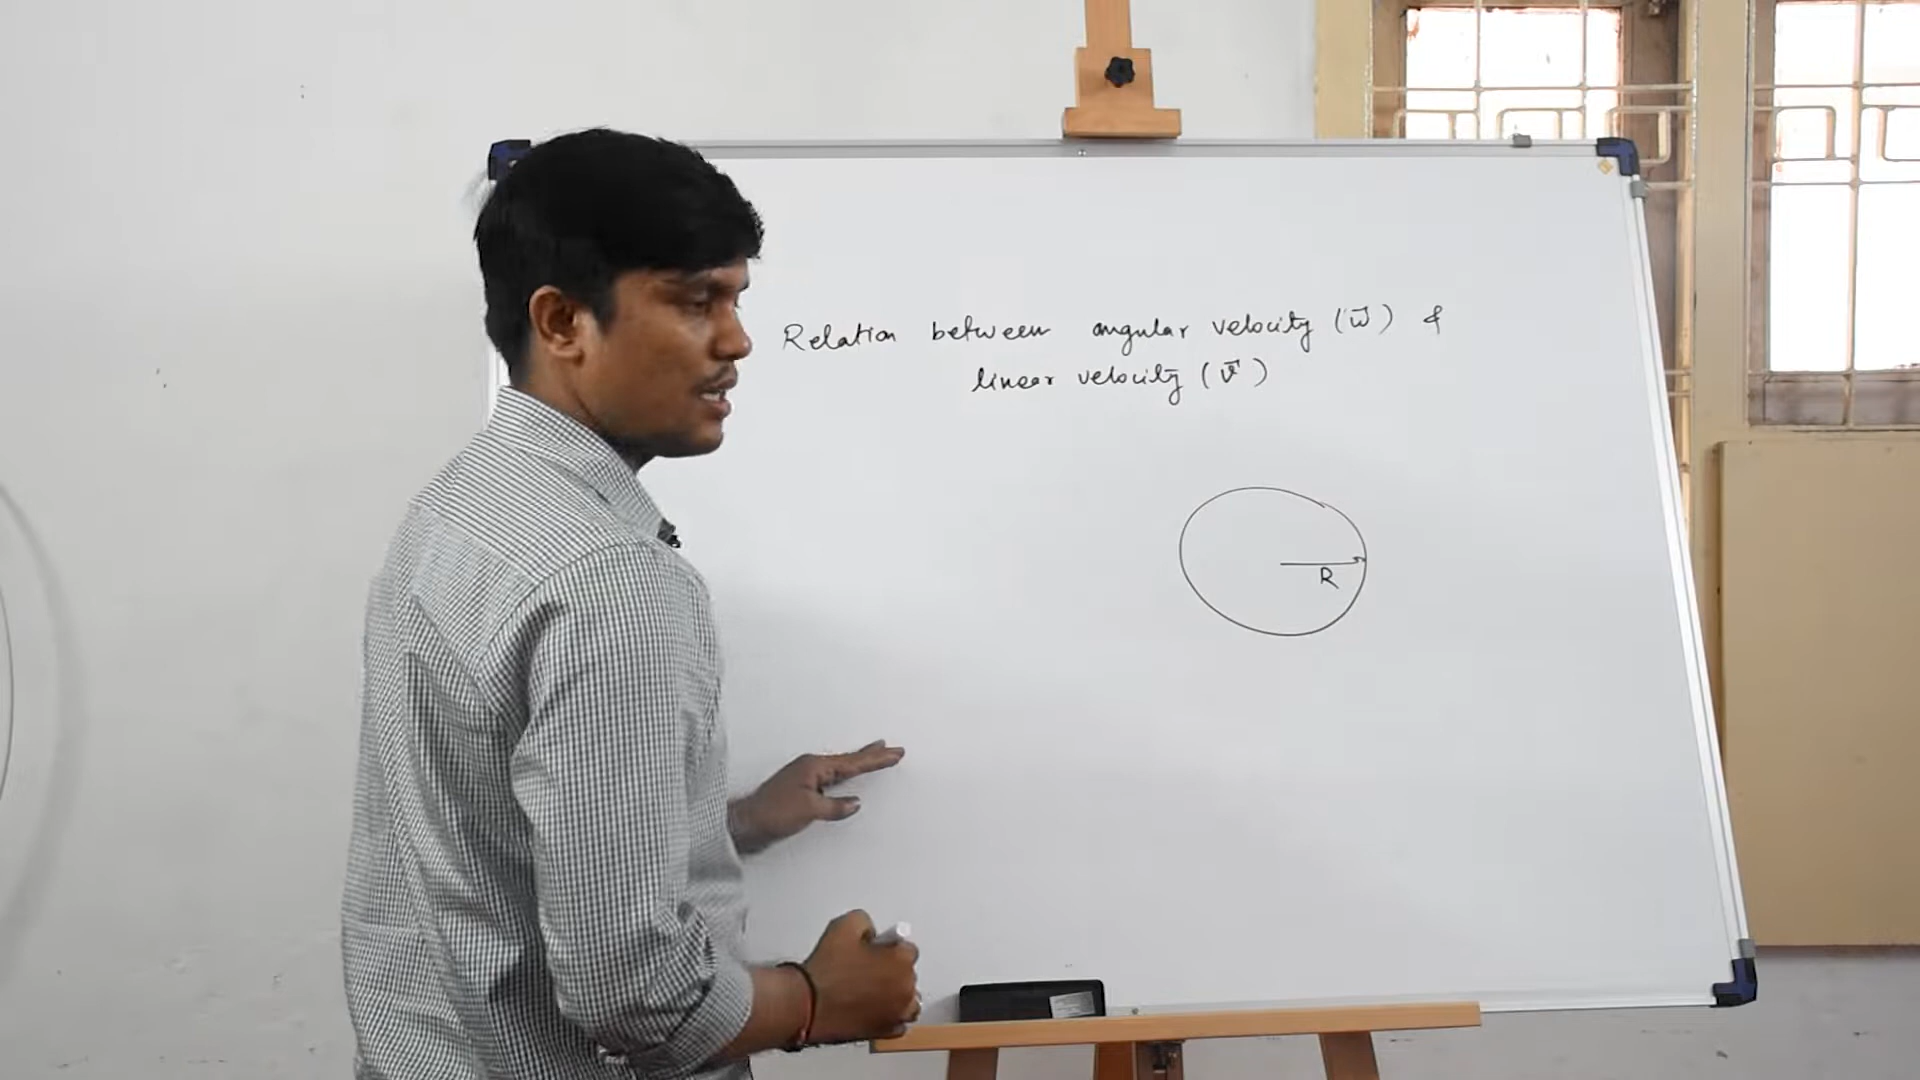 Relation between angular velocity (ω⃗) &
linear velocity (v⃗)
R